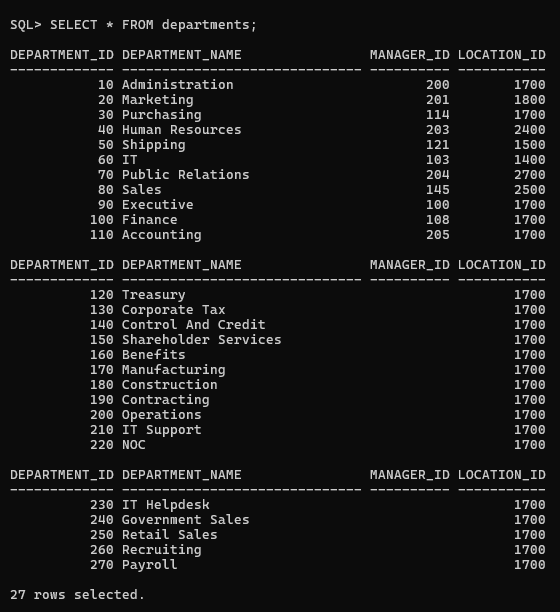 SQL> SELECT * FROM departments;

DEPARTMENT_ID DEPARTMENT_NAME                MANAGER_ID LOCATION_ID
------------- ------------------------------ ---------- -----------
           10 Administration                        200        1700
           20 Marketing                             201        1800
           30 Purchasing                            114        1700
           40 Human Resources                       203        2400
           50 Shipping                              121        1500
           60 IT                                    103        1400
           70 Public Relations                      204        2700
           80 Sales                                 145        2500
           90 Executive                             100        1700
          100 Finance                               108        1700
          110 Accounting                            205        1700

DEPARTMENT_ID DEPARTMENT_NAME                MANAGER_ID LOCATION_ID
------------- ------------------------------ ---------- -----------
          120 Treasury                                         1700
          130 Corporate Tax                                    1700
          140 Control And Credit                               1700
          150 Shareholder Services                             1700
          160 Benefits                                         1700
          170 Manufacturing                                    1700
          180 Construction                                     1700
          190 Contracting                                      1700
          200 Operations                                       1700
          210 IT Support                                       1700
          220 NOC                                              1700

DEPARTMENT_ID DEPARTMENT_NAME                MANAGER_ID LOCATION_ID
------------- ------------------------------ ---------- -----------
          230 IT Helpdesk                                      1700
          240 Government Sales                                 1700
          250 Retail Sales                                     1700
          260 Recruiting                                       1700
          270 Payroll                                          1700

27 rows selected.